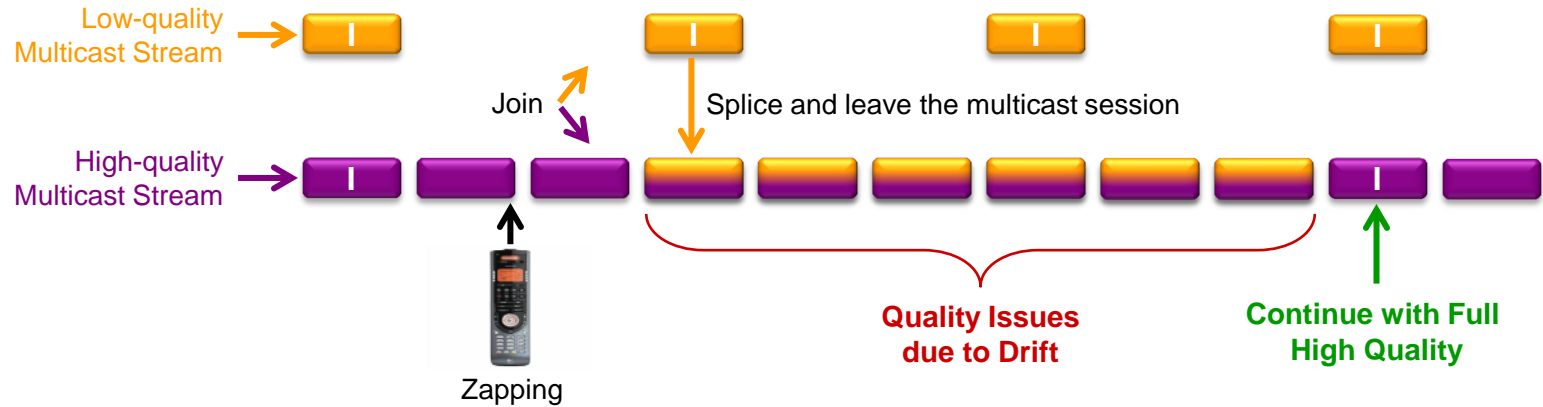 Low-quality
Multicast Stream
I
I
I
I
Join
Splice and leave the multicast session
High-quality
Multicast Stream
I
I
Quality Issues
due to Drift
Continue with Full
High Quality
Zapping